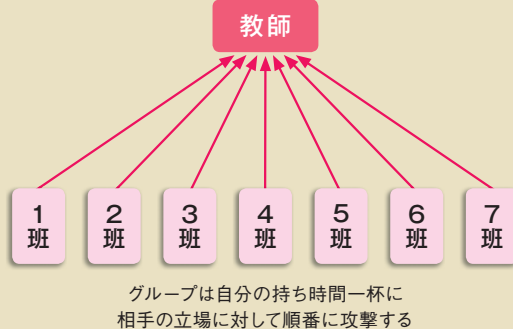 教師
1班
2班
3班
4班
5班
6班
7班
グループは自分の持ち時間一杯に
相手の立場に対して順番に攻撃する